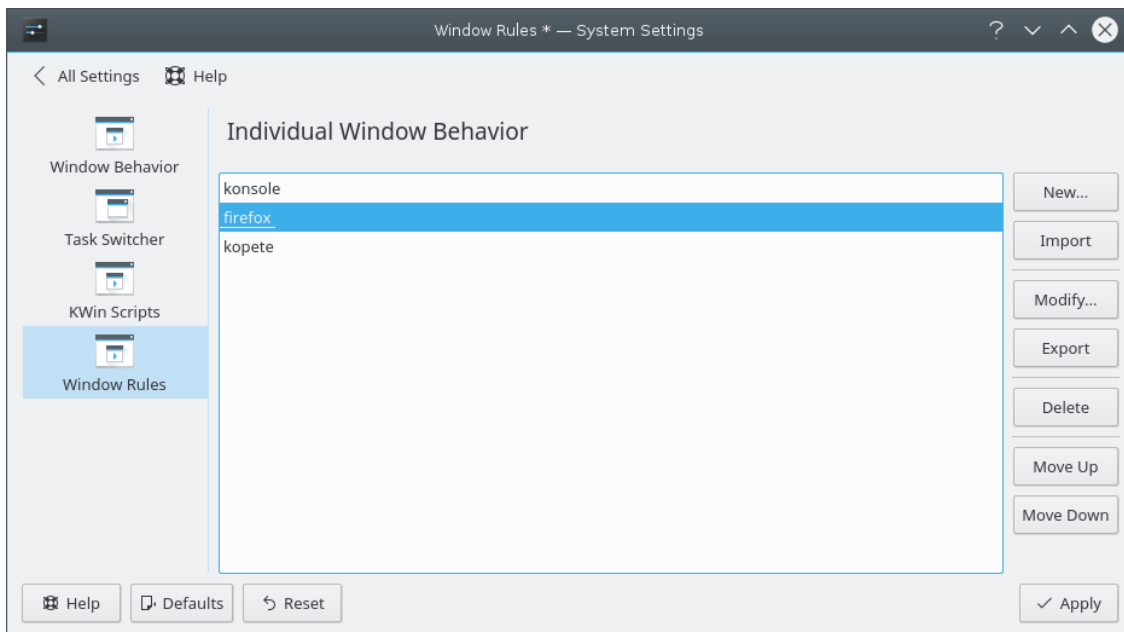 Window Rules * — System Settings
?
All Settings
Help
Window Behavior
Task Switcher
KWin Scripts
Window Rules
Individual Window Behavior
konsole
firefox
kopete
New...
Import
Modify...
Export
Delete
Move Up
Move Down
Help
Defaults
Reset
Apply